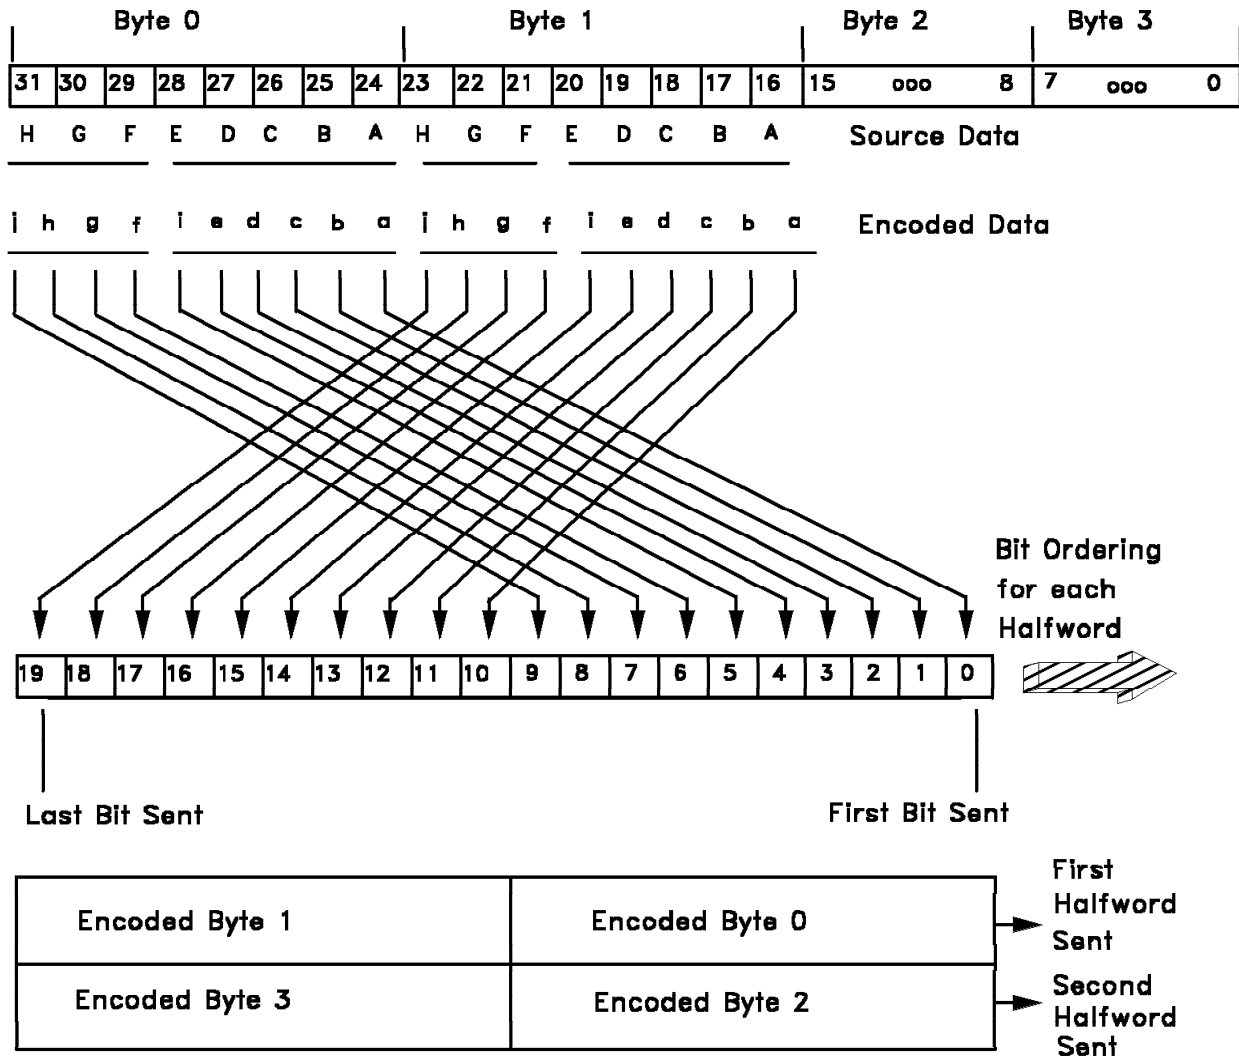 Byte 0 Byte 1 Byte 2 Byte 3
31 30 29 28 27 26 25 24 23 22 21 20 19 18 17 16 15 ooo 8 7 ooo 0
H G F E D C B A H G F E D C B A Source Data
j h g f i e d c b a j h g f i e d c b a Encoded Data
Bit Ordering
for each
Halfword
19 18 17 16 15 14 13 12 11 10 9 8 7 6 5 4 3 2 1 0
Last Bit Sent First Bit Sent
First
Halfword
Sent
Encoded Byte 1 Encoded Byte 0
Second
Halfword
Sent
Encoded Byte 3 Encoded Byte 2